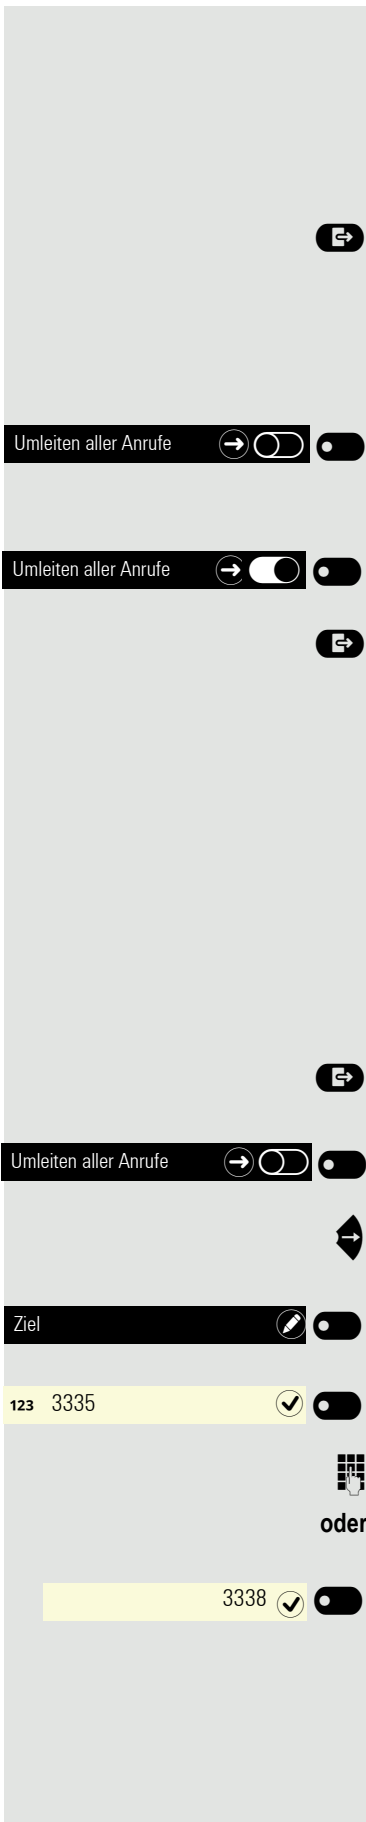 Umleiten aller Anrufe
Umleiten aller Anrufe
Umleiten aller Anrufe
Ziel
123 3335
oder
3338